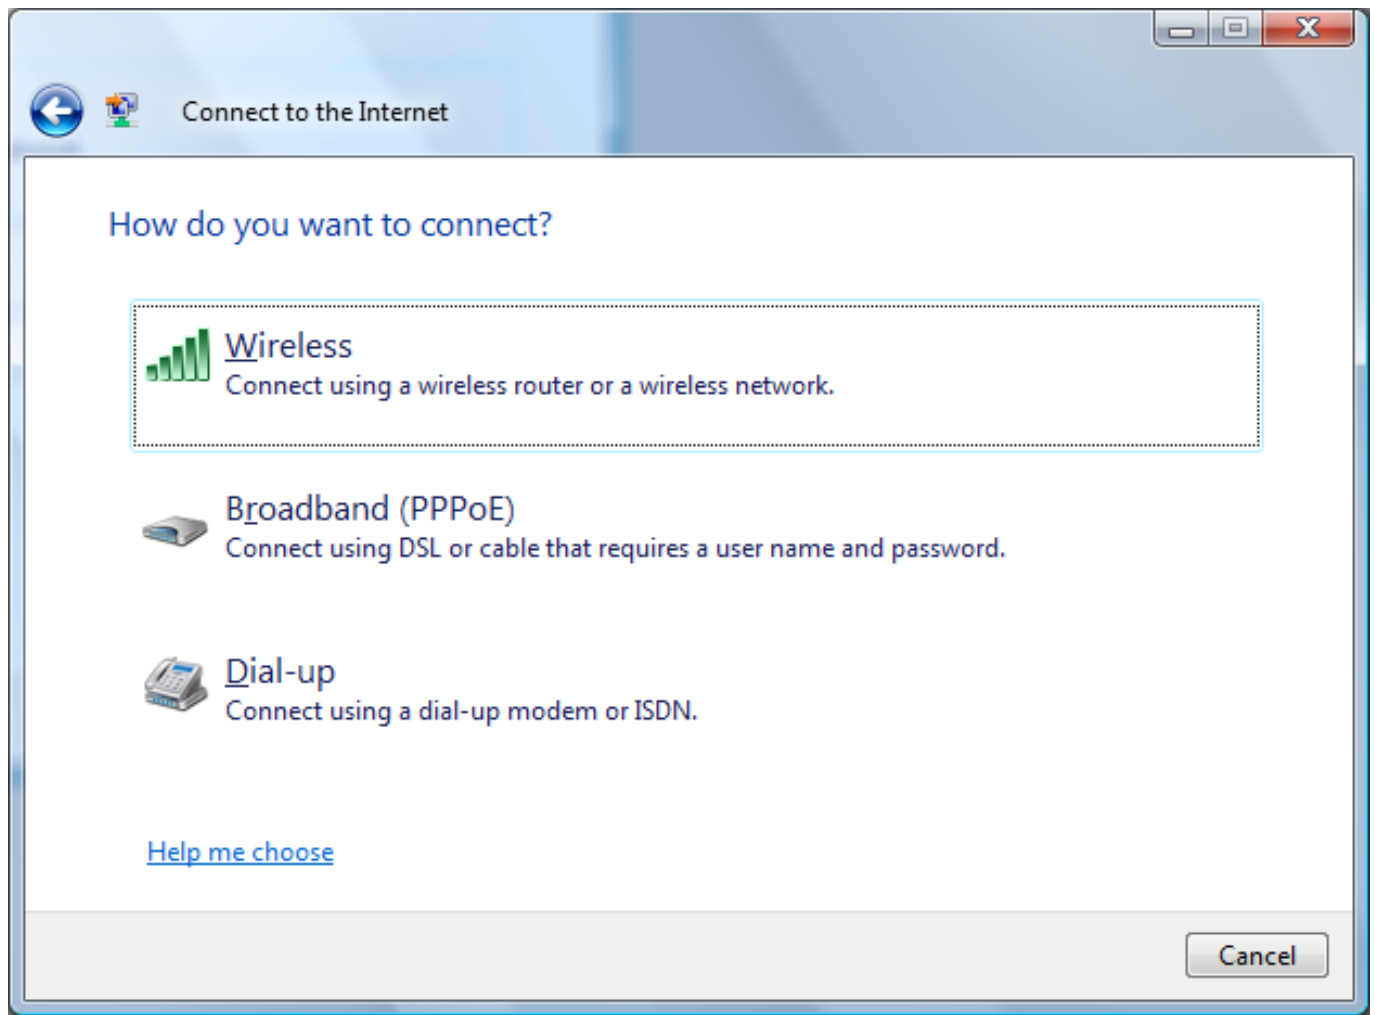 Connect to the Internet
How do you want to connect?
Wireless
Connect using a wireless router or a wireless network.
Broadband (PPPoE)
Connect using DSL or cable that requires a user name and password.
Dial-up
Connect using a dial-up modem or ISDN.
Help me choose
Cancel